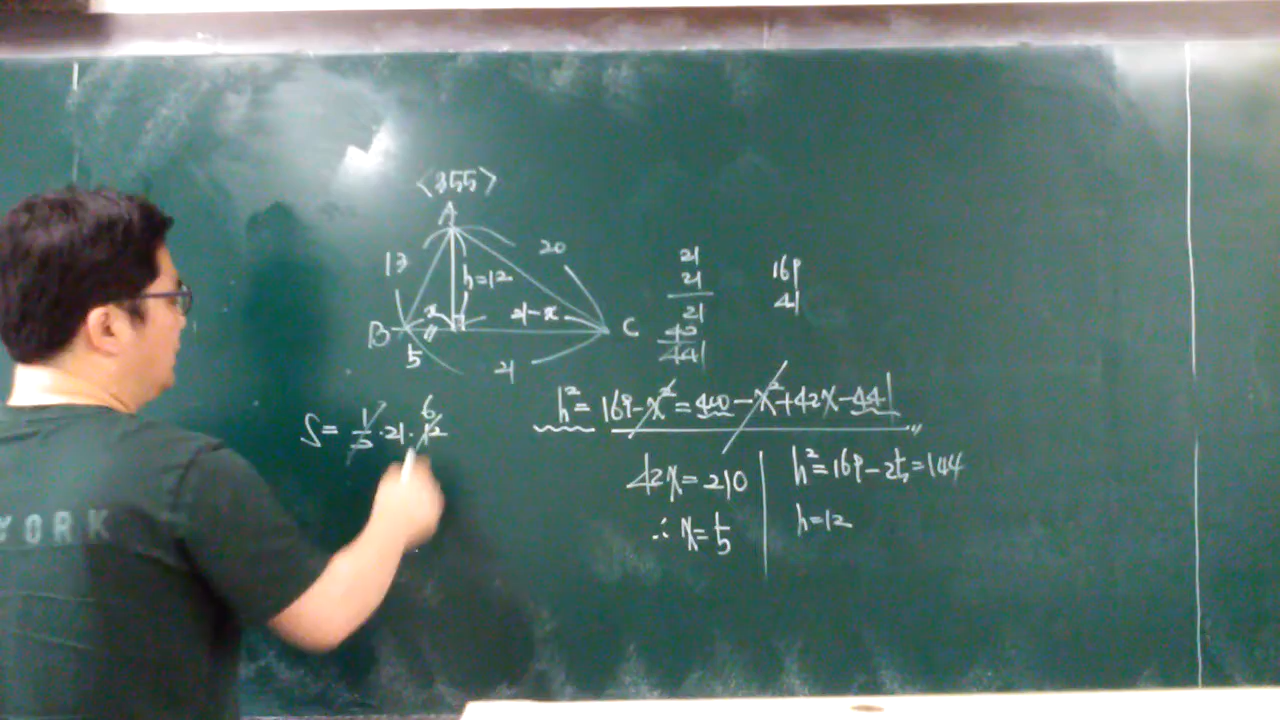 <355>
A
13
20
h=12
x
21-x
B
C
5
21
21
21
21
42
441
169
41
h²=169-x²=400-x²+42x-441
S=1/2·21·12
6
42x=210
∴x=5
h²=169-25=144
h=12
YORK